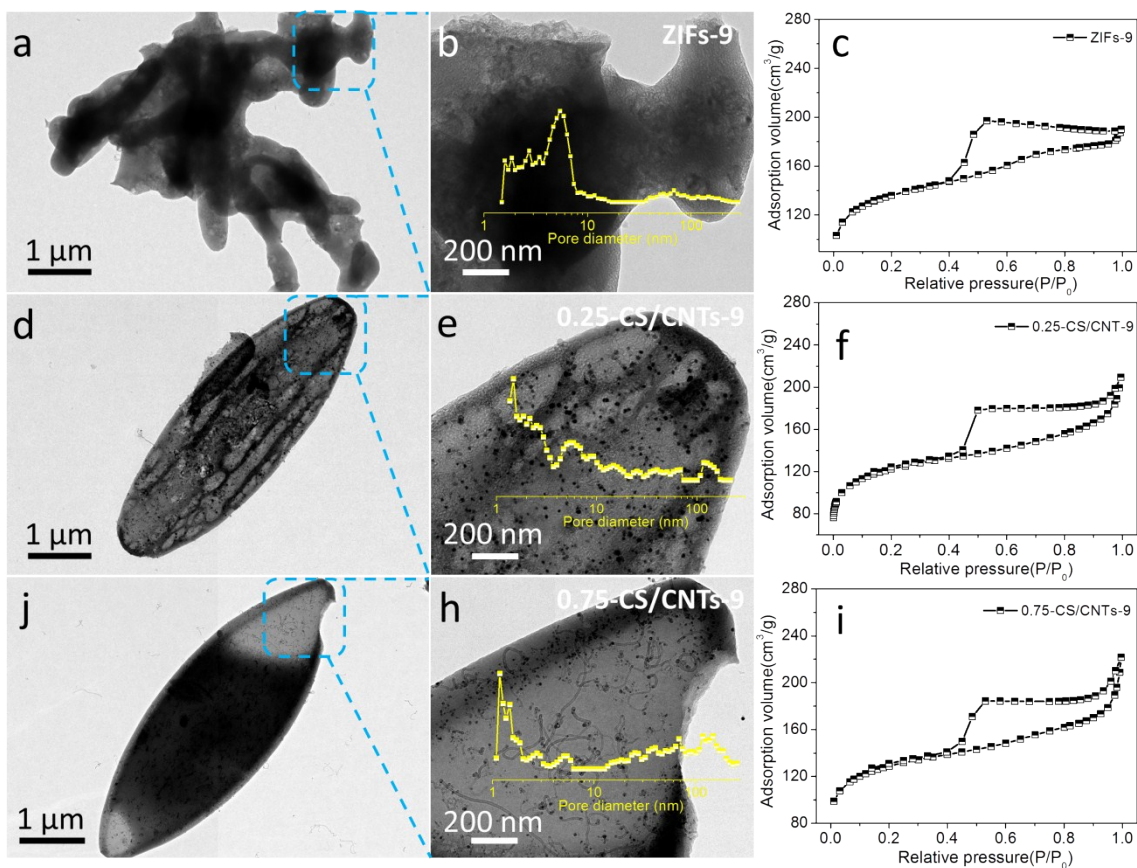 a
1 μm
b
ZIFs-9
1
10
100
Pore diameter (nm)
200 nm
c
ZIFs-9
Adsorption volume(cm³/g)
280
240
200
160
120
0.0 0.2 0.4 0.6 0.8 1.0
Relative pressure(P/P₀)
d
1 μm
e
0.25-CS/CNTs-9
1
10
100
Pore diameter (nm)
200 nm
f
0.25-CS/CNT-9
Adsorption volume(cm³/g)
280
240
200
160
120
80
0.0 0.2 0.4 0.6 0.8 1.0
Relative pressure(P/P₀)
j
1 μm
h
0.75-CS/CNTs-9
1
10
100
Pore diameter (nm)
200 nm
i
0.75-CS/CNTs-9
Adsorption volume(cm³/g)
280
240
200
160
120
80
0.0 0.2 0.4 0.6 0.8 1.0
Relative pressure(P/P₀)